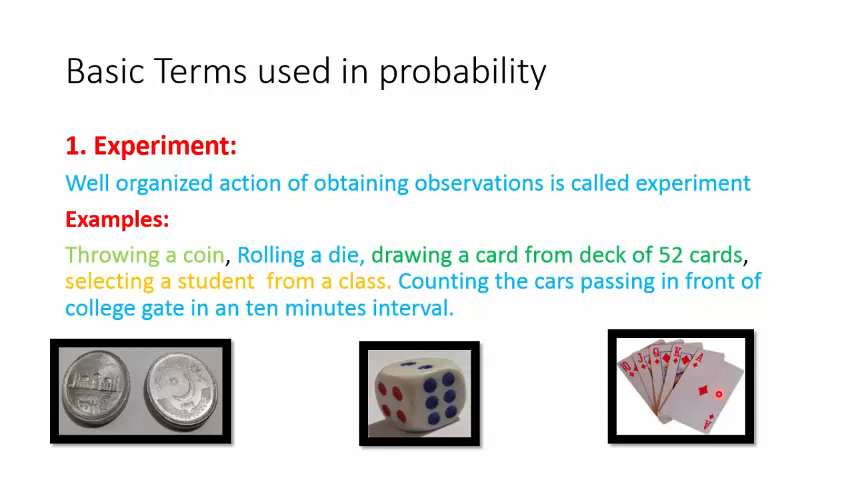 Basic Terms used in probability
1. Experiment:
Well organized action of obtaining observations is called experiment
Examples:
Throwing a coin, Rolling a die, drawing a card from deck of 52 cards,
selecting a student from a class. Counting the cars passing in front of
college gate in an ten minutes interval.
10 J Q K A
A